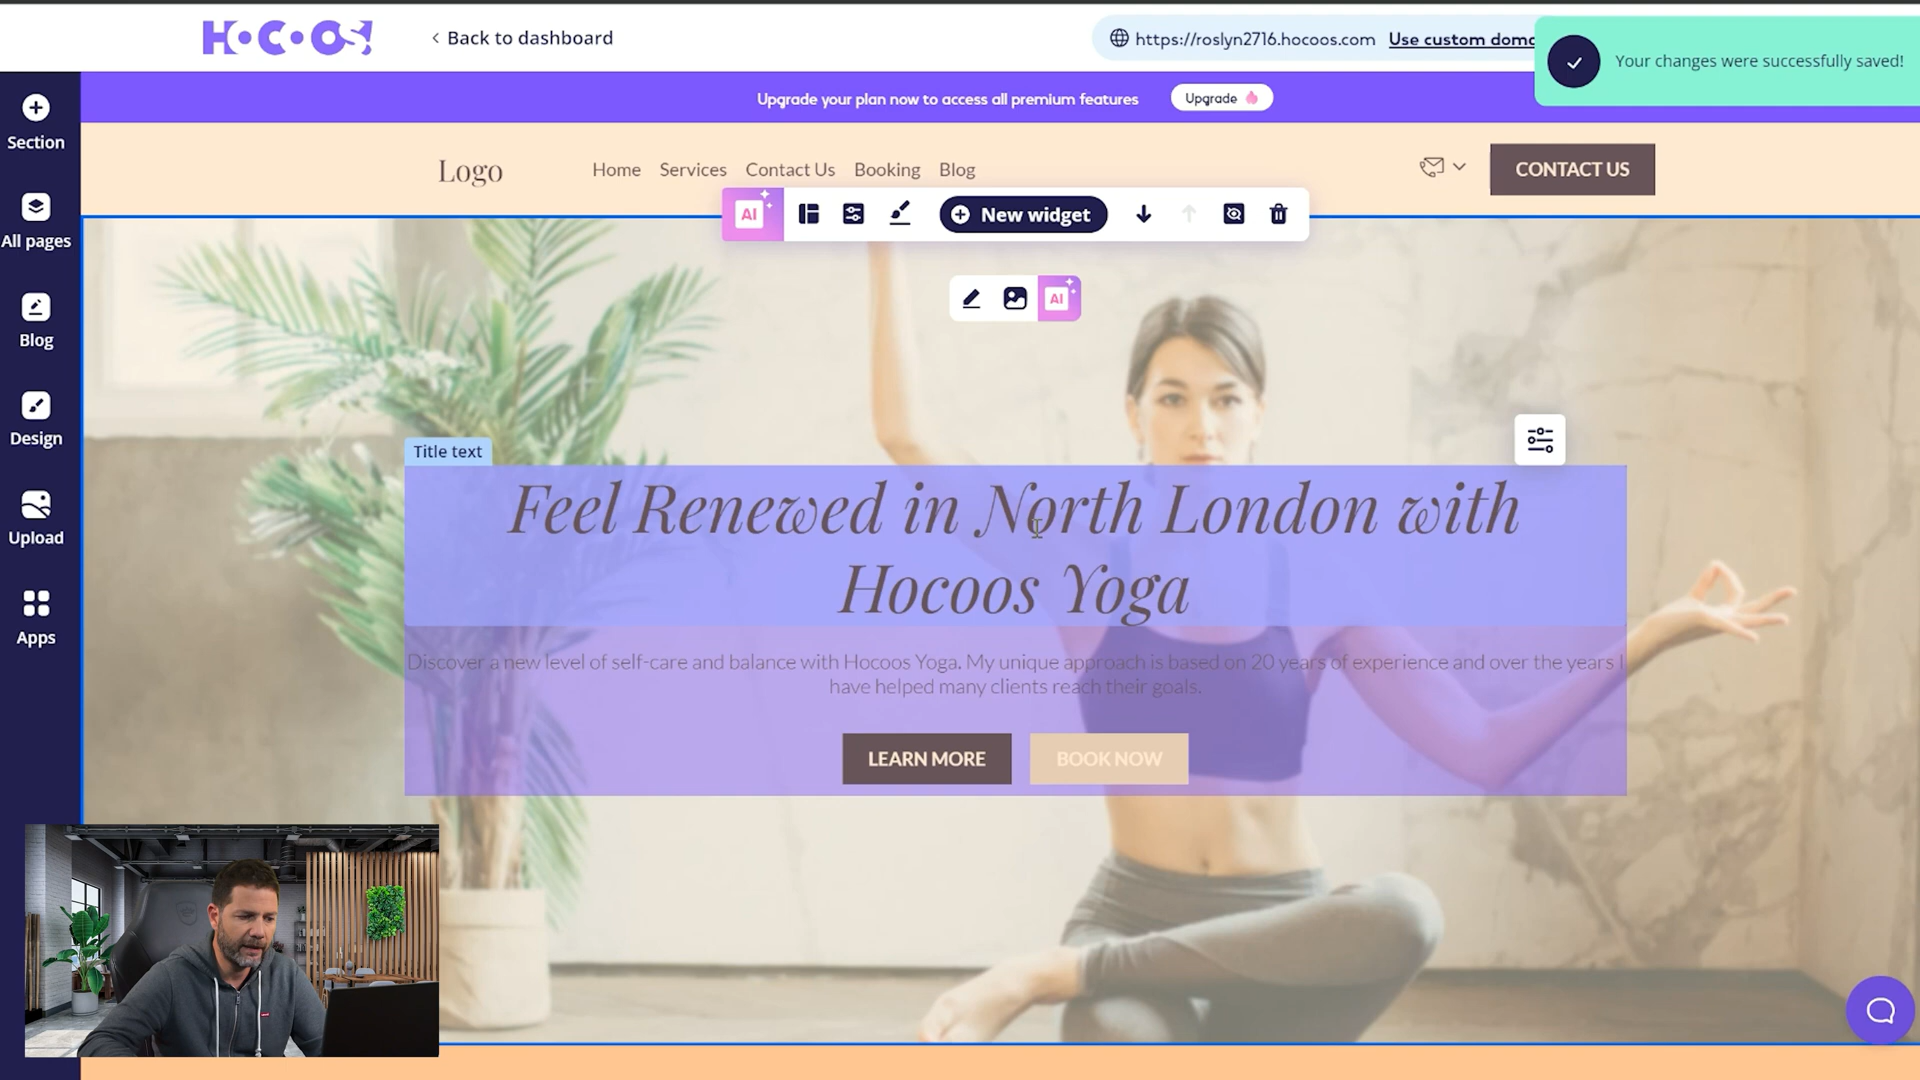 HOCOOS!
Back to dashboard
https://roslyn2716.hocoos.com Use custom doma
Your changes were successfully saved!
Upgrade your plan now to access all premium features
Upgrade
Section
All pages
Blog
Design
Upload
Apps
Logo
Home Services Contact Us Booking Blog
CONTACT US
AI
New widget
AI
Title text
Feel Renewed in North London with
Hocoos Yoga
Discover a new level of self-care and balance with Hocoos Yoga. My unique approach is based on 20 years of experience and over the years I
have helped many clients reach their goals.
LEARN MORE
BOOK NOW